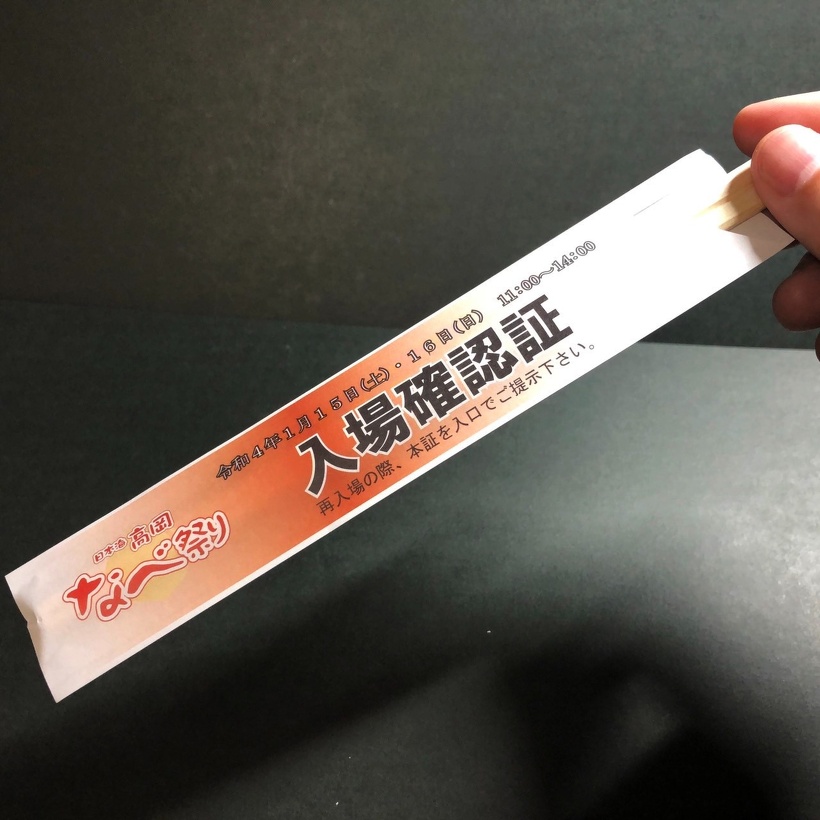 令和4年1月15日(土)・16日(日) 11:00～14:00
入場確認証
再入場の際、本証を入口でご提示下さい。
日本海高岡
なべ祭り